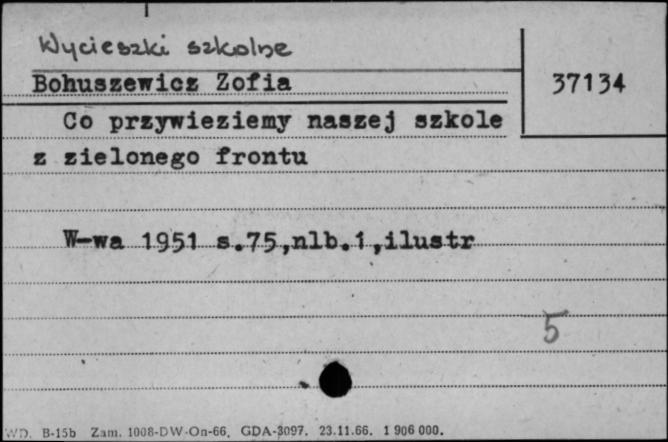 Wycieszki szkolne
Bohuszewicz Zofia
37134
Co przywieziemy naszej szkole
z zielonego frontu
W-wa 1951 s.75,nlb.1,ilustr
5
WD. B-15b Zam. 1008-DW-On-66. GDA-3097. 23.11.66. 1 906 000.